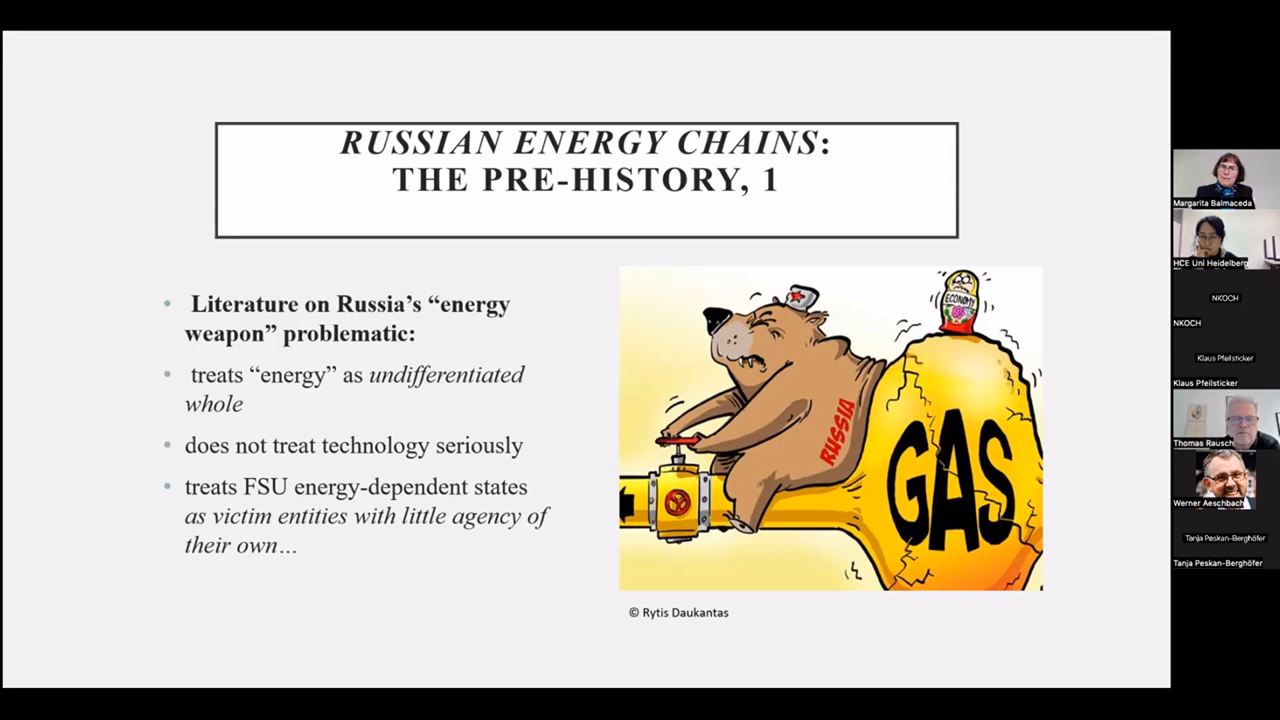 RUSSIAN ENERGY CHAINS:
THE PRE-HISTORY, 1
• Literature on Russia’s “energy
weapon” problematic:
• treats “energy” as undifferentiated
whole
• does not treat technology seriously
• treats FSU energy-dependent states
as victim entities with little agency of
their own…
ECONOMY
RUSSIA
GAS
© Rytis Daukantas
Margarita Balmaceda
HCE Uni Heidelberg
NKOCH
NKOCH
Klaus Pfeilsticker
Klaus Pfeilsticker
Thomas Rausch
Werner Aeschbach
Tanja Peskan-Berghöfer
Tanja Peskan-Berghöfer